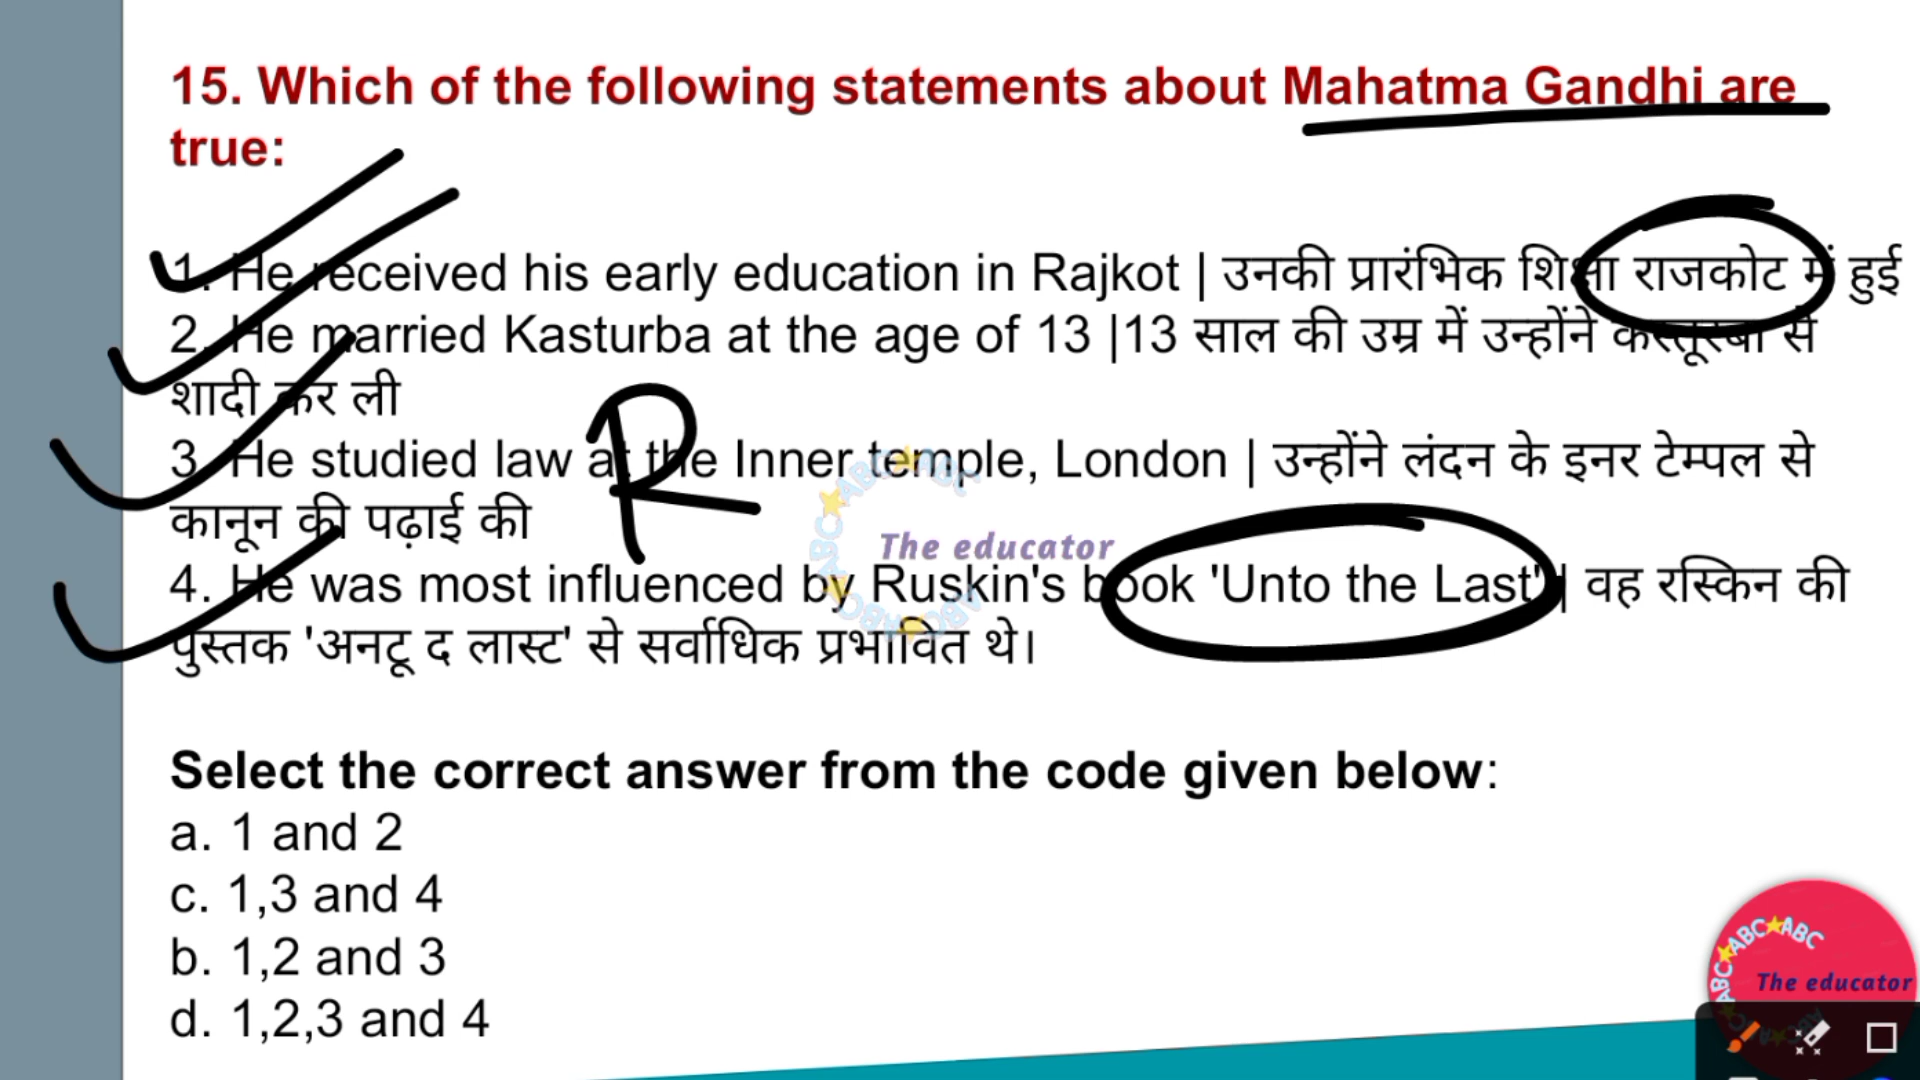 15. Which of the following statements about Mahatma Gandhi are
true:
1. He received his early education in Rajkot | उनकी प्रारंभिक शिक्षा राजकोट में हुई
2. He married Kasturba at the age of 13 |13 साल की उम्र में उन्होंने कस्तूरबा से
शादी कर ली
R
3. He studied law at the Inner temple, London | उन्होंने लंदन के इनर टेम्पल से
कानून की पढ़ाई की
The educator
4. He was most influenced by Ruskin's book 'Unto the Last' | वह रस्किन की
पुस्तक 'अनटू द लास्ट' से सर्वाधिक प्रभावित थे।
Select the correct answer from the code given below:
a. 1 and 2
c. 1,3 and 4
b. 1,2 and 3
d. 1,2,3 and 4
ABC★ABC★ABC
The educator